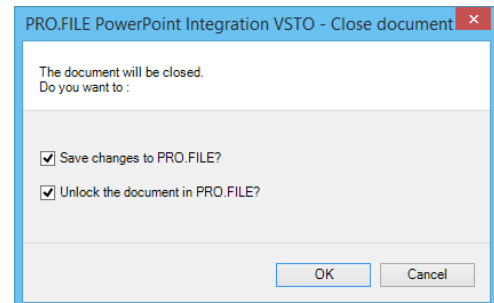 PRO.FILE PowerPoint Integration VSTO - Close document
The document will be closed.
Do you want to :
Save changes to PRO.FILE?
Unlock the document in PRO.FILE?
OK Cancel